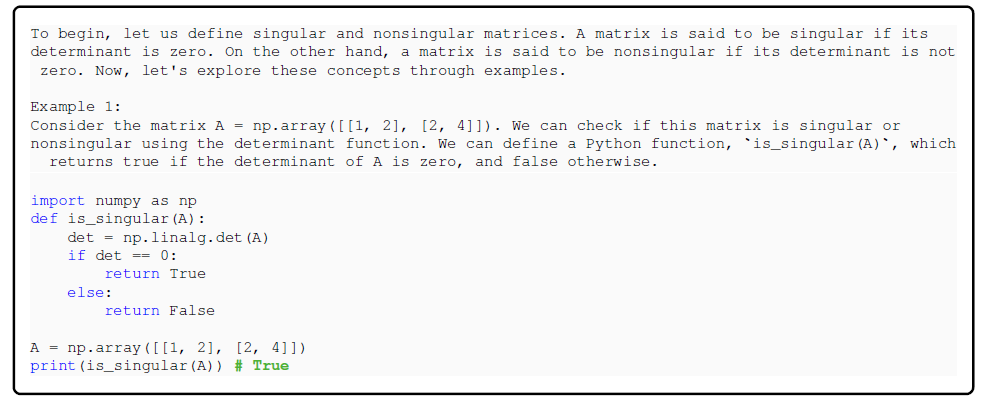 To begin, let us define singular and nonsingular matrices. A matrix is said to be singular if its
determinant is zero. On the other hand, a matrix is said to be nonsingular if its determinant is not
zero. Now, let's explore these concepts through examples.

Example 1:
Consider the matrix A = np.array([[1, 2], [2, 4]]). We can check if this matrix is singular or
nonsingular using the determinant function. We can define a Python function, `is_singular(A)`, which
returns true if the determinant of A is zero, and false otherwise.

import numpy as np
def is_singular(A):
    det = np.linalg.det(A)
    if det == 0:
        return True
    else:
        return False

A = np.array([[1, 2], [2, 4]])
print(is_singular(A)) # True